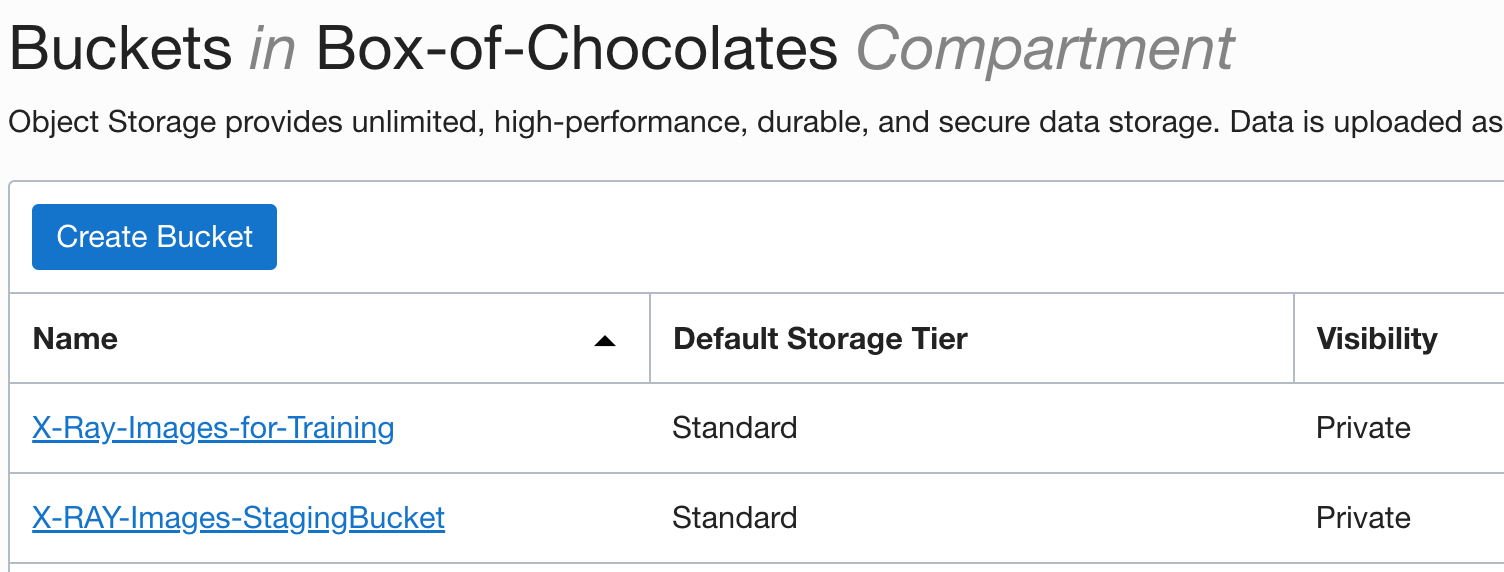 Buckets in Box-of-Chocolates Compartment
Object Storage provides unlimited, high-performance, durable, and secure data storage. Data is uploaded as
Create Bucket
Name Default Storage Tier Visibility
X-Ray-Images-for-Training Standard Private
X-RAY-Images-StagingBucket Standard Private